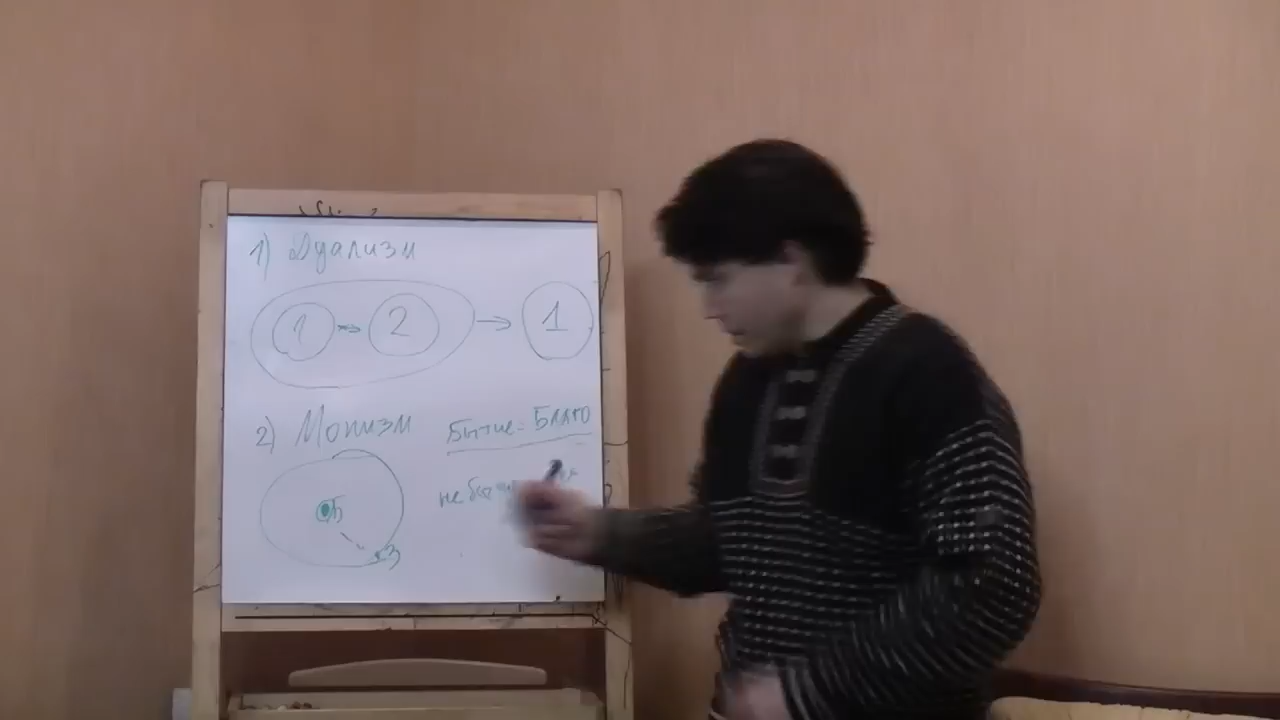 1) Дуализм
1 → 2 → 1
2) Монизм
Бытие = Благо
Б
З